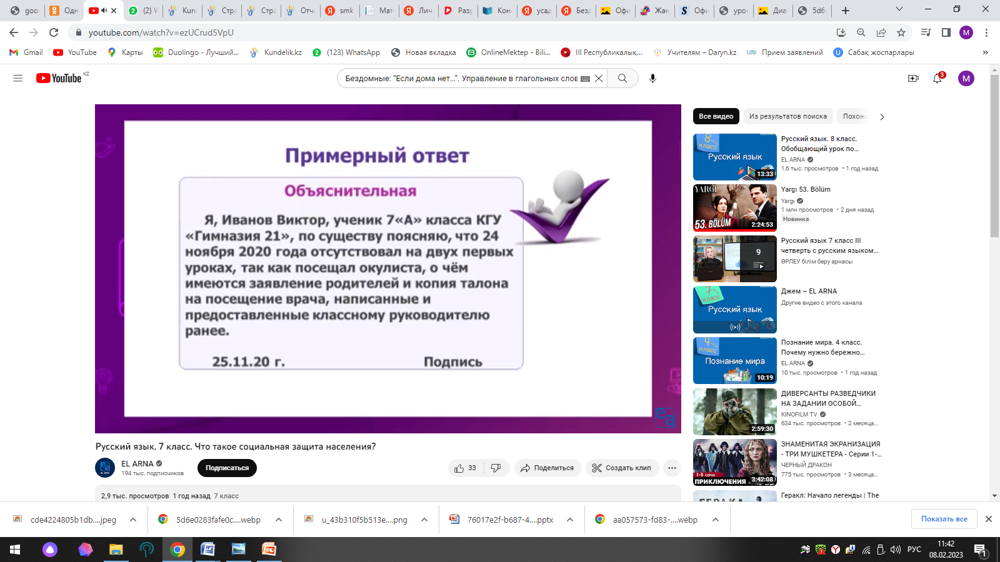 goog
Одн
(2) W
Kund
Стра
Стра
Отче
smk
Мат
Личн
Разр
Конс
усад
Безд
Офи
Жан
Офи
урок
Диа
5d6e
youtube.com/watch?v=ezUCrud5VpU
M
Gmail
YouTube
Карты
Duolingo - Лучший...
Kundelik.kz
(123) WhatsApp
Новая вкладка
OnlineMektep - Bili...
III Республикалық...
Учителям – Daryn.kz
Прием заявлений
Сабақ жоспарлары
YouTube KZ
Бездомные: "Если дома нет...". Управление в глагольных слов
3
M
Примерный ответ
Объяснительная
Я, Иванов Виктор, ученик 7«А» класса КГУ
«Гимназия 21», по существу поясняю, что 24
ноября 2020 года отсутствовал на двух первых
уроках, так как посещал окулиста, о чём
имеются заявление родителей и копия талона
на посещение врача, написанные и
предоставленные классному руководителю
ранее.
25.11.20 г. Подпись
Русский язык. 7 класс. Что такое социальная защита населения?
EL ARNA
194 тыс. подписчиков
Подписаться
33
Поделиться
Создать клип
2,9 тыс. просмотров 1 год назад 7 класс
Все видео
Из результатов поиска
Похожи
8 класс
Русский язык
13:33
Русский язык. 8 класс.
Обобщающий урок по...
EL ARNA
1,6 тыс. просмотров • 1 год назад
YARGI
53. BÖLÜM
2:24:53
Yargı 53. Bölüm
Yargı
1 млн просмотров • 2 дня назад
Новинка
9
Русский язык 7 класс III
четверть с русским языком...
ӨРЛЕУ білім беру арнасы
7 класс
Русский язык
Джем – EL ARNA
Другие видео с этого канала
4 класс
Познание мира
10:19
Познание мира. 4 класс.
Почему нужно бережно...
EL ARNA
10 тыс. просмотров • 1 год назад
2:59:30
ДИВЕРСАНТЫ РАЗВЕДЧИКИ
НА ЗАДАНИИ ОСОБОЙ...
KINOFILM TV
634 тыс. просмотров • 2 месяца...
1-5 СЕРИИ
ПРИКЛЮЧЕНИЯ
3:42:08
ЗНАМЕНИТАЯ ЭКРАНИЗАЦИЯ
- ТРИ МУШКЕТЕРА - Серии 1-...
ЧЕРНЫЙ ДРАКОН
775 тыс. просмотров • 3 месяца...
Геракл: Начало легенды | The
cde4224805b1db....jpeg
5d6e0283fafe0c....webp
u_43b310f5b513e....png
76017e2f-b687-4....pptx
aa057573-fd83-....webp
Показать все
РУС
11:42
08.02.2023
1